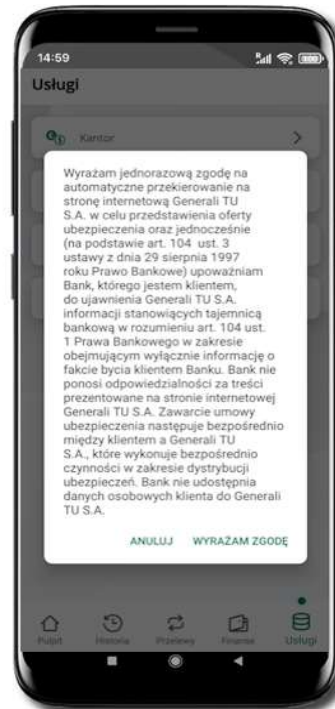 14:59
Usługi
Kantor
Wyrażam jednorazową zgodę na
automatyczne przekierowanie na
stronę internetową Generali TU
S.A. w celu przedstawienia oferty
ubezpieczenia oraz jednocześnie
(na podstawie art. 104 ust. 3
ustawy z dnia 29 sierpnia 1997
roku Prawo Bankowe) upoważniam
Bank, którego jestem klientem,
do ujawnienia Generali TU S.A.
informacji stanowiących tajemnicą
bankową w rozumieniu art. 104 ust.
1 Prawa Bankowego w zakresie
obejmującym wyłącznie informację o
fakcie bycia klientem Banku. Bank nie
ponosi odpowiedzialności za treści
prezentowane na stronie internetowej
Generali TU S.A. Zawarcie umowy
ubezpieczenia następuje bezpośrednio
między klientem a Generali TU
S.A., które wykonuje bezpośrednio
czynności w zakresie dystrybucji
ubezpieczeń. Bank nie udostępnia
danych osobowych klienta do Generali
TU S.A.
ANULUJ WYRAŻAM ZGODĘ
Pulpit Historia Przelewy Finanse Usługi